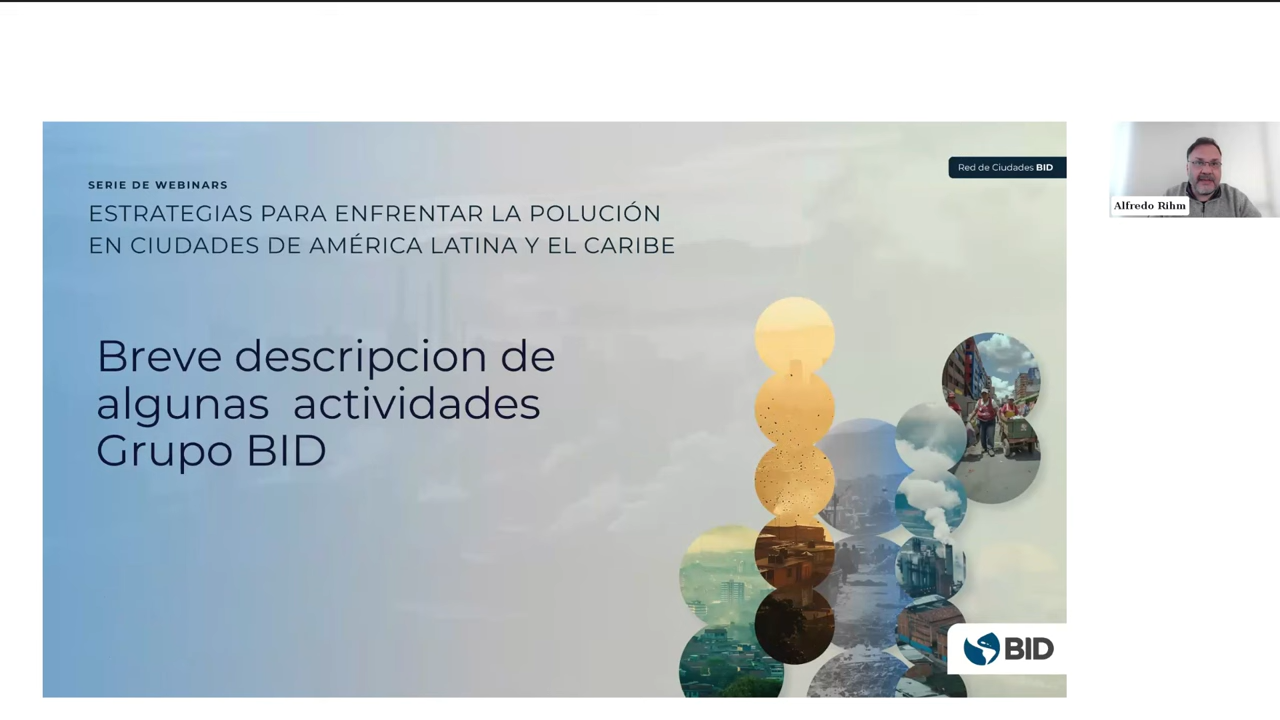 SERIE DE WEBINARS
ESTRATEGIAS PARA ENFRENTAR LA POLUCIÓN
EN CIUDADES DE AMÉRICA LATINA Y EL CARIBE
Red de Ciudades BID
Alfredo Rihm
Breve descripcion de
algunas actividades
Grupo BID
BID